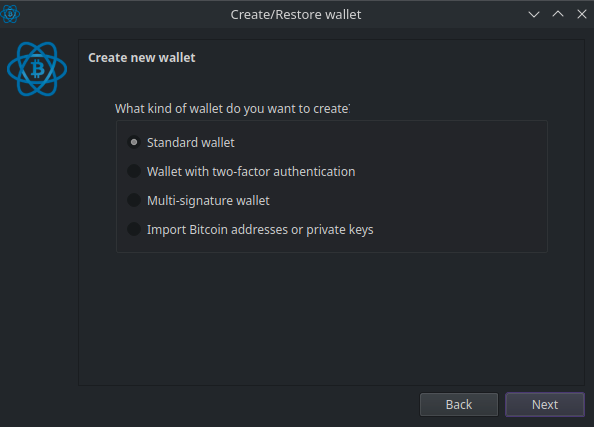 Create/Restore wallet
Create new wallet
What kind of wallet do you want to create
Standard wallet
Wallet with two-factor authentication
Multi-signature wallet
Import Bitcoin addresses or private keys
Back
Next